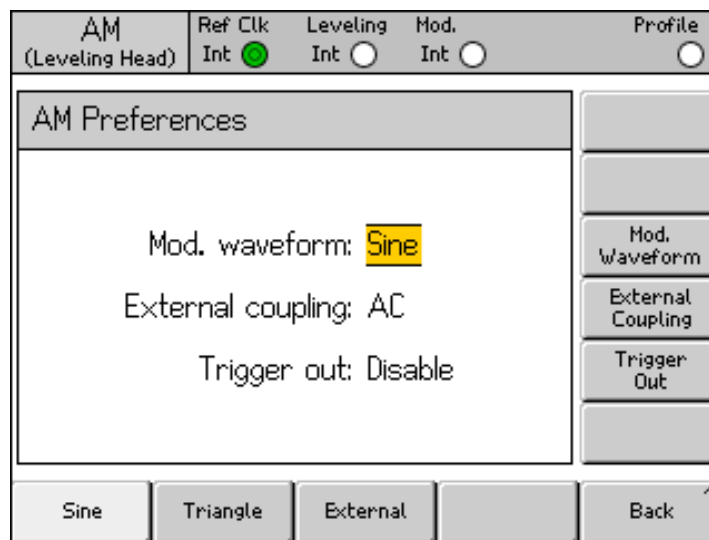 AM
(Leveling Head)
Ref Clk
Int
Leveling
Int
Mod.
Int
Profile
AM Preferences
Mod. waveform: Sine
External coupling: AC
Trigger out: Disable
Mod.
Waveform
External
Coupling
Trigger
Out
Sine
Triangle
External
Back